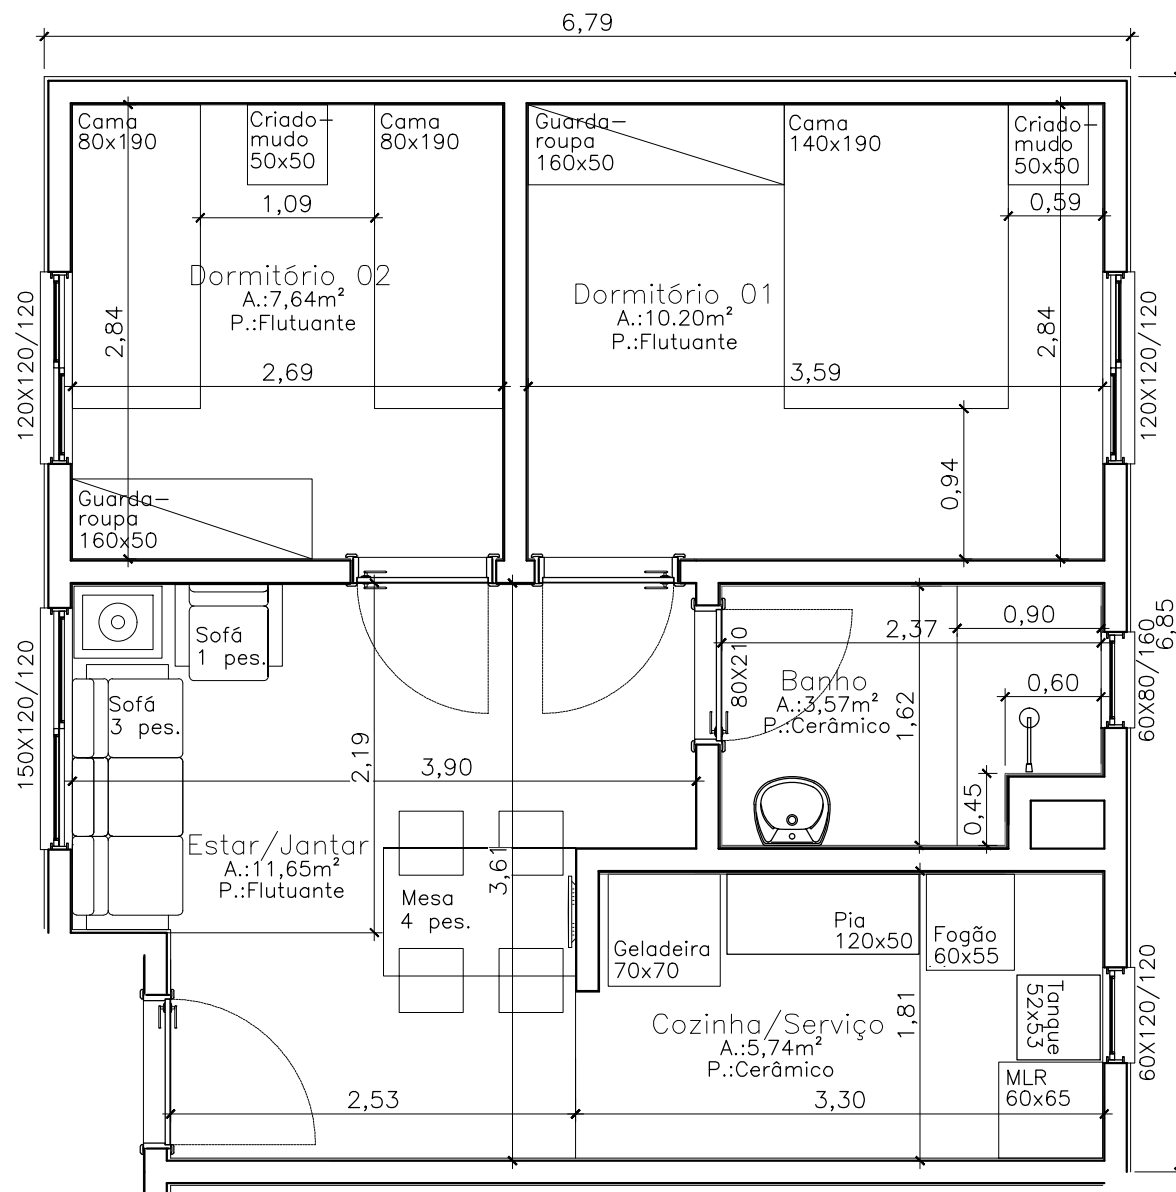 6,79
Cama
80x190
Criado-
mudo
50x50
Cama
80x190
Guarda-
roupa
160x50
Cama
140x190
Criado-
mudo
50x50
1,09
0,59
Dormitório 02
A.:7,64m²
P.:Flutuante
Dormitório 01
A.:10.20m²
P.:Flutuante
120X120/120
2,84
2,84
120X120/120
2,69
3,59
0,94
Guarda-
roupa
160x50
Sofá
1 pes.
Sofá
3 pes.
150X120/120
80X210
2,37
0,90
0,60
Banho
A.:3,57m²
P.:Cerâmico
1,62
60X80/160
6,85
2,19
3,90
0,45
Estar/Jantar
A.:11,65m²
P.:Flutuante
3,61
Mesa
4 pes.
Geladeira
70x70
Pia
120x50
Fogão
60x55
Tanque
52x53
60X120/120
Cozinha/Serviço
A.:5,74m²
P.:Cerâmico
1,81
MLR
60x65
2,53
3,30